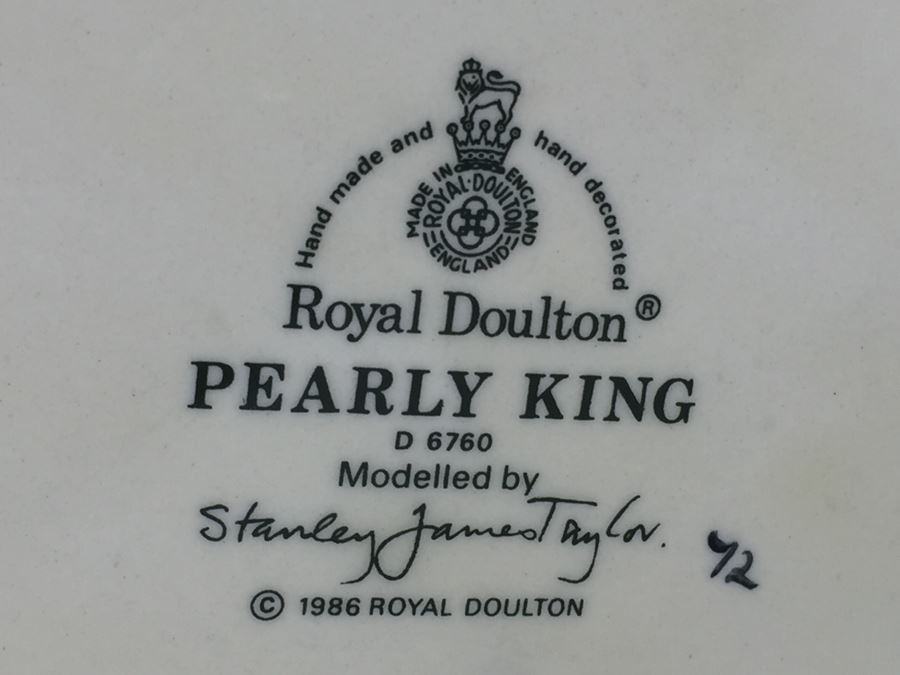 Hand made and hand decorated
MADE IN ENGLAND
ROYAL·DOULTON
ENGLAND
Royal Doulton ®
PEARLY KING
D 6760
Modelled by
Stanley James Taylor.
72
© 1986 ROYAL DOULTON